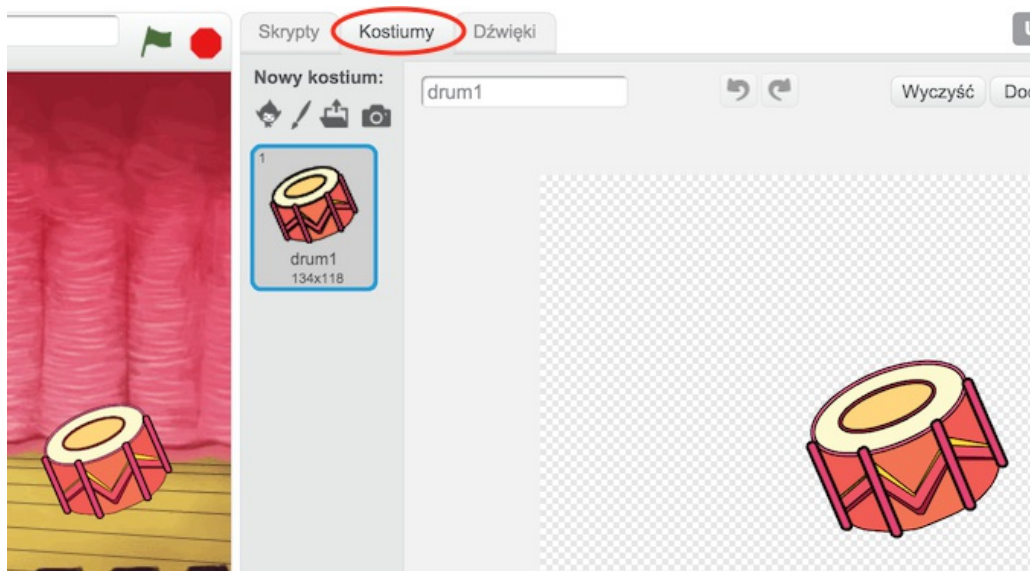 Skrypty Kostiumy Dźwięki
Nowy kostium:
drum1
Wyczyść
1
drum1
134x118